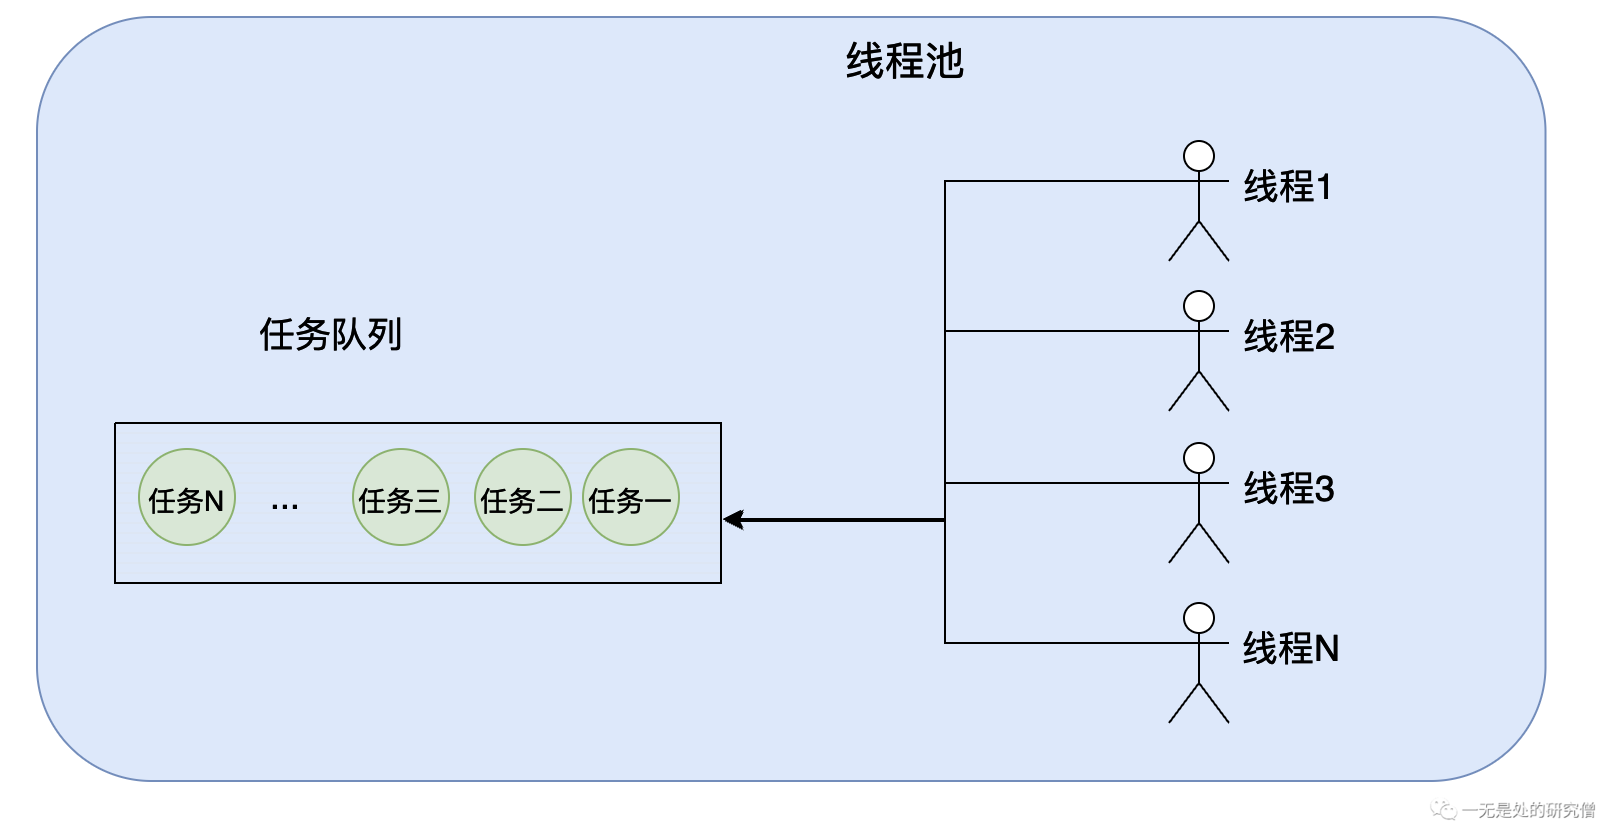 线程池
线程1
线程2
任务队列
线程3
任务N
...
任务三
任务二
任务一
线程N
一无是处的研究僧